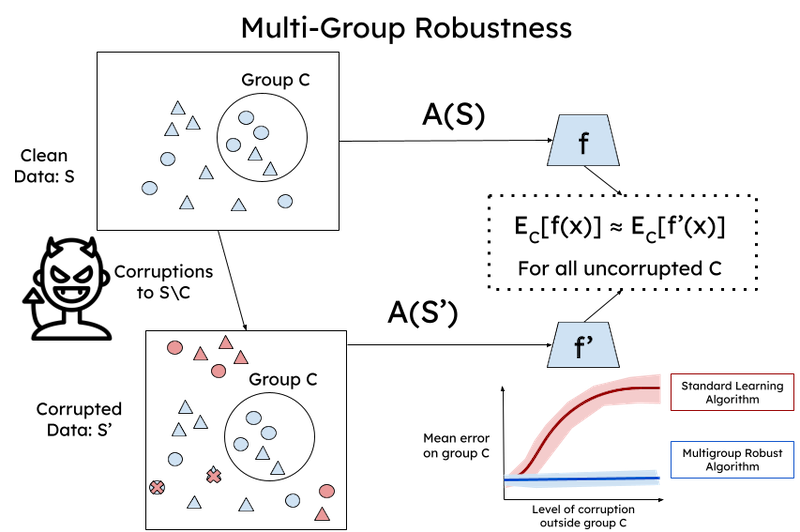 Multi-Group Robustness
Group C
Clean
Data: S
A(S)
f
E_C[f(x)] ≈ E_C[f’(x)]
For all uncorrupted C
Corruptions
to S\C
A(S’)
f’
Group C
Corrupted
Data: S’
Mean error
on group C
Standard Learning
Algorithm
Multigroup Robust
Algorithm
Level of corruption
outside group C